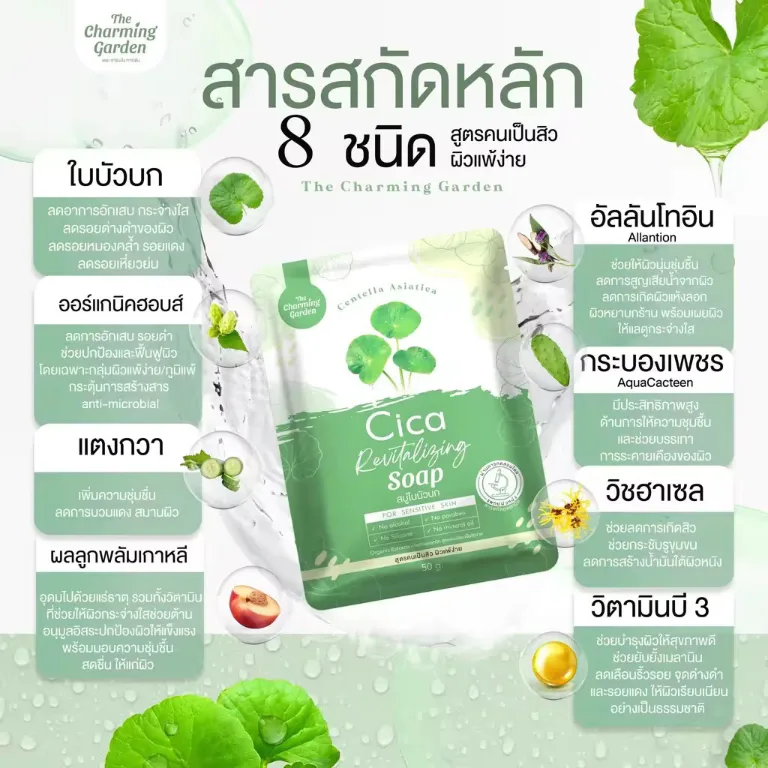 The
Charming
Garden
สารสกัดหลัก
8 ชนิด
สูตรคนเป็นสิว
ผิวแพ้ง่าย
The Charming Garden
ใบบัวบก
ลดอาการอักเสบ กระจ่างใส
ลดรอยด่างดำของผิว
ลดรอยหมองคล้ำ รอยแดง
ลดรอยเหี่ยวย่น
ออร์แกนิคฮอบส์
ลดการอักเสบ รอยดำ
ช่วยปกป้องและฟื้นฟูผิว
โดยเฉพาะกลุ่มผิวแพ้ง่าย/ภูมิแพ้
กระตุ้นการสร้างสาร
anti-microbial
แตงกวา
เพิ่มความชุ่มชื่น
ลดการบวมแดง สมานผิว
ผลลูกพลัมเกาหลี
อุดมไปด้วยแร่ธาตุ รวมทั้งวิตามิน
ที่ช่วยให้ผิวกระจ่างใสช่วยต้าน
อนุมูลอิสระปกป้องผิวให้แข็งแรง
พร้อมมอบความชุ่มชื้น
สดชื่น ให้แก่ผิว
The
Charming
Garden
Centella Asiatica
Cica
Revitalizing
Soap
สบู่ใบบัวบก
FOR SENSITIVE SKIN
No alcohol
No paraben
No Silicone
No mineral oil
สูตรคนเป็นสิว ผิวแพ้ง่าย
50 g.
อัลลันโทอิน
Allantion
ช่วยให้ผิวนุ่มชุ่มชื้น
ลดการสูญเสียน้ำจากผิว
ลดการเกิดผิวแห้งลอก
ผิวหยาบกร้าน พร้อมเผยผิว
ให้แลดูกระจ่างใส
กระบองเพชร
AquaCacteen
มีประสิทธิภาพสูง
ด้านการให้ความชุ่มชื้น
และช่วยบรรเทา
การระคายเคืองของผิว
วิชฮาเซล
ช่วยลดการเกิดสิว
ช่วยกระชับรูขุมขน
ลดการสร้างน้ำมันใต้ผิวหนัง
วิตามินบี 3
ช่วยบำรุงผิวให้สุขภาพดี
ช่วยยับยั้งเมลานิน
ลดเลือนริ้วรอย จุดด่างดำ
และรอยแดง ให้ผิวเรียบเนียน
อย่างเป็นธรรมชาติ